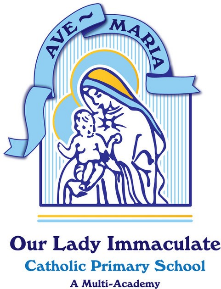 AVE ~ MARIA
Our Lady Immaculate
Catholic Primary School
A Multi-Academy